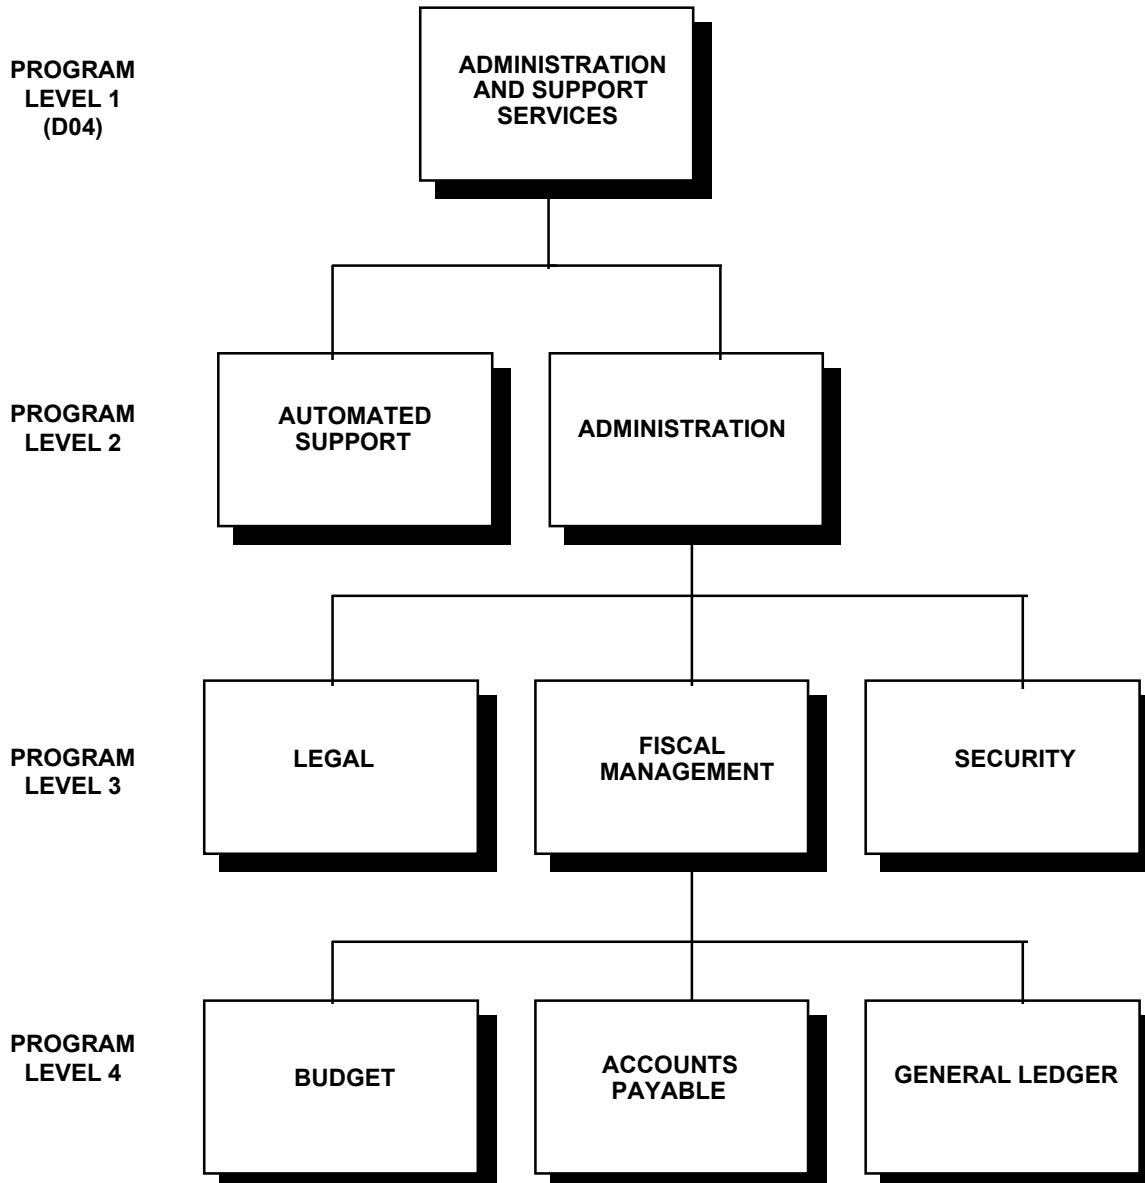 PROGRAM
LEVEL 1
(D04)
ADMINISTRATION
AND SUPPORT
SERVICES
PROGRAM
LEVEL 2
AUTOMATED
SUPPORT
ADMINISTRATION
PROGRAM
LEVEL 3
LEGAL
FISCAL
MANAGEMENT
SECURITY
PROGRAM
LEVEL 4
BUDGET
ACCOUNTS
PAYABLE
GENERAL LEDGER